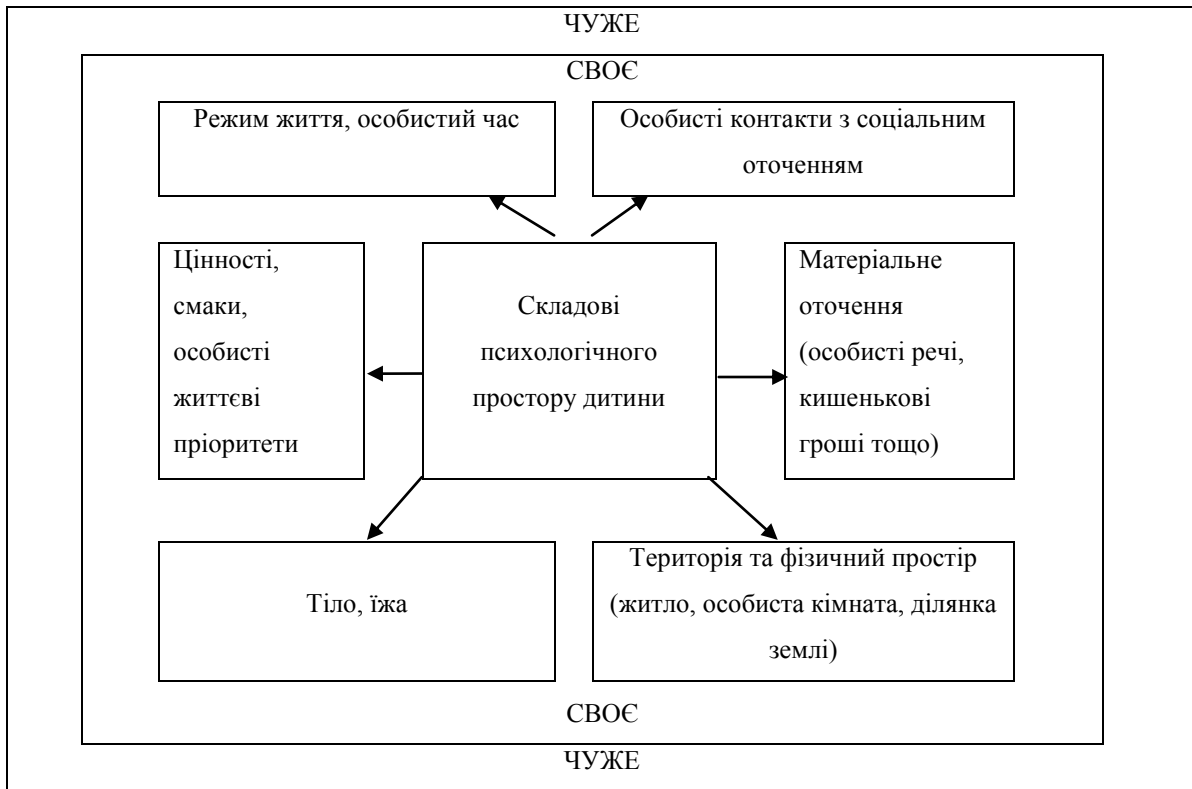 ЧУЖЕ
СВОЄ
Режим життя, особистий час
Особисті контакти з соціальним
оточенням
Цінності,
смаки,
особисті
життєві
пріоритети
Складові
психологічного
простору дитини
Матеріальне
оточення
(особисті речі,
кишенькові
гроші тощо)
Тіло, їжа
Територія та фізичний простір
(житло, особиста кімната, ділянка
землі)
СВОЄ
ЧУЖЕ